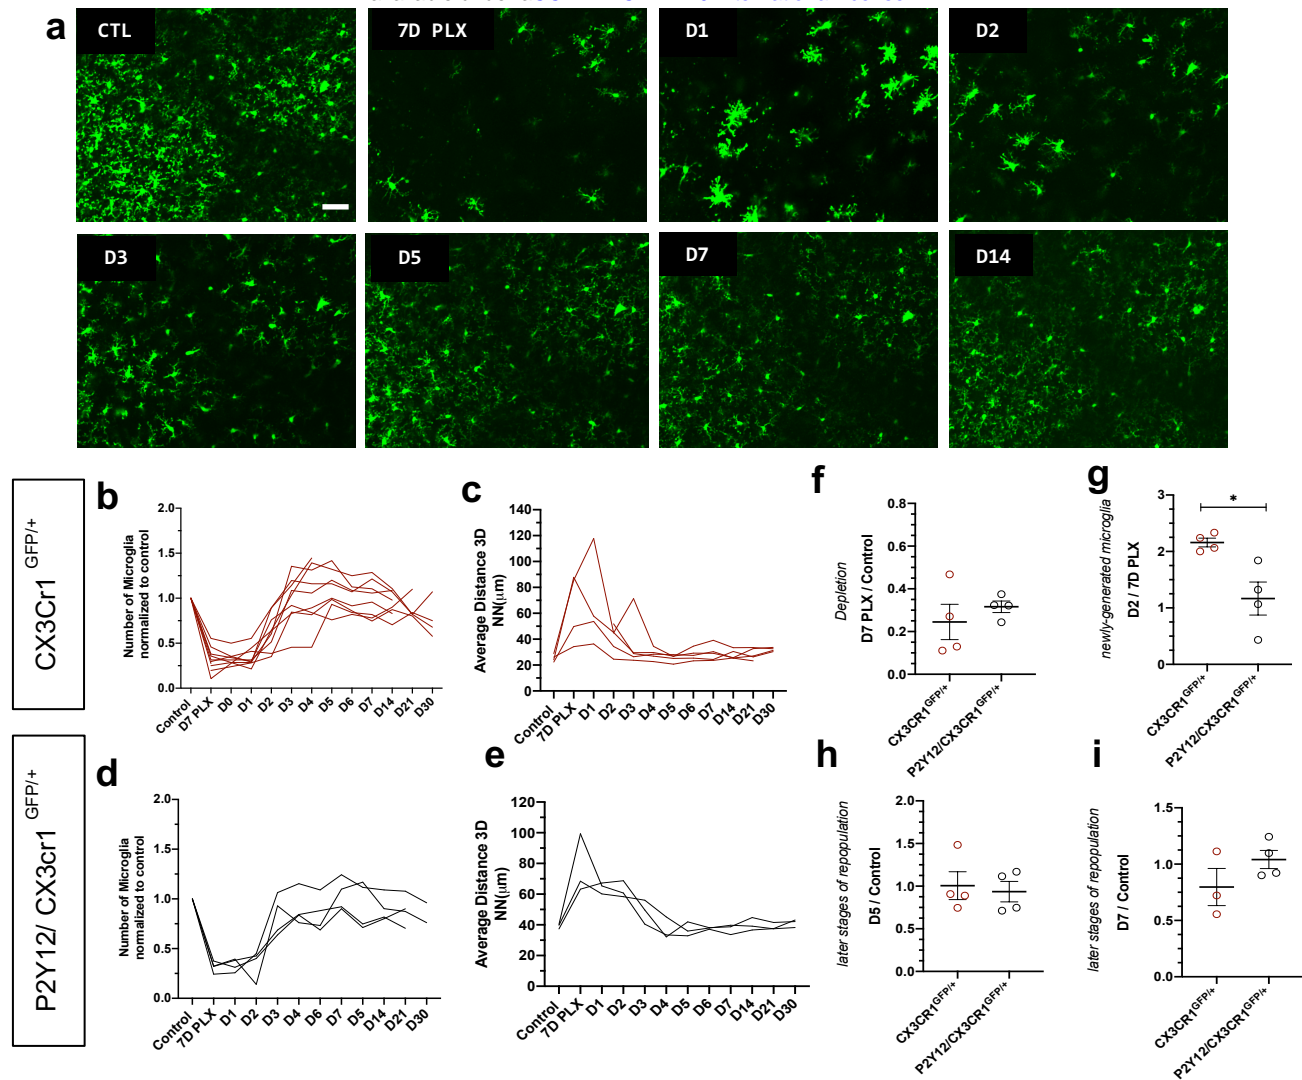 a
CTL
7D PLX
D1
D2
D3
D5
D7
D14
CX3Cr1 GFP/+
b
Number of Microglia
normalized to control
2.0
1.5
1.0
0.5
0.0
Control
D7 PLX
D0
D1
D2
D3
D4
D5
D6
D7
D14
D21
D30
c
Average Distance 3D
NN(μm)
140
120
100
80
60
40
20
0
Control
7D PLX
D1
D2
D3
D4
D5
D6
D7
D14
D21
D30
f
Depletion
D7 PLX / Control
0.8
0.6
0.4
0.2
0.0
CX3CR1GFP/+
P2Y12/CX3CR1GFP/+
g
newly-generated microglia
D2 / 7D PLX
3
2
1
0
*
CX3CR1GFP/+
P2Y12/CX3CR1GFP/+
P2Y12/ CX3cr1 GFP/+
d
Number of Microglia
normalized to control
2.0
1.5
1.0
0.5
0.0
Control
7D PLX
D1
D2
D3
D4
D6
D7
D5
D14
D21
D30
e
Average Distance 3D
NN(μm)
120
100
80
60
40
20
0
Control
7D PLX
D1
D2
D3
D4
D5
D6
D7
D14
D21
D30
h
later stages of repopulation
D5 / Control
2.0
1.5
1.0
0.5
0.0
CX3CR1GFP/+
P2Y12/CX3CR1GFP/+
i
later stages of repopulation
D7 / Control
1.5
1.0
0.5
0.0
CX3CR1GFP/+
P2Y12/CX3CR1GFP/+